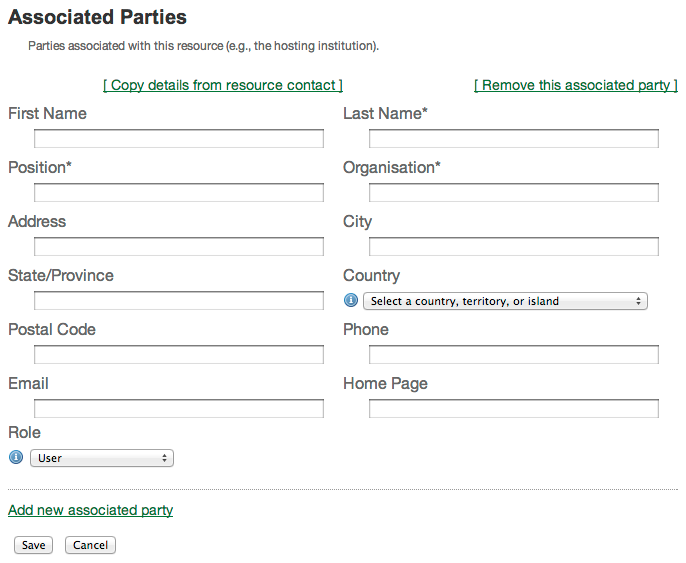 Associated Parties
Parties associated with this resource (e.g., the hosting institution).
[ Copy details from resource contact ] [ Remove this associated party ]
First Name Last Name*
Position* Organisation*
Address City
State/Province Country
Select a country, territory, or island
Postal Code Phone
Email Home Page
Role
User
Add new associated party
Save Cancel